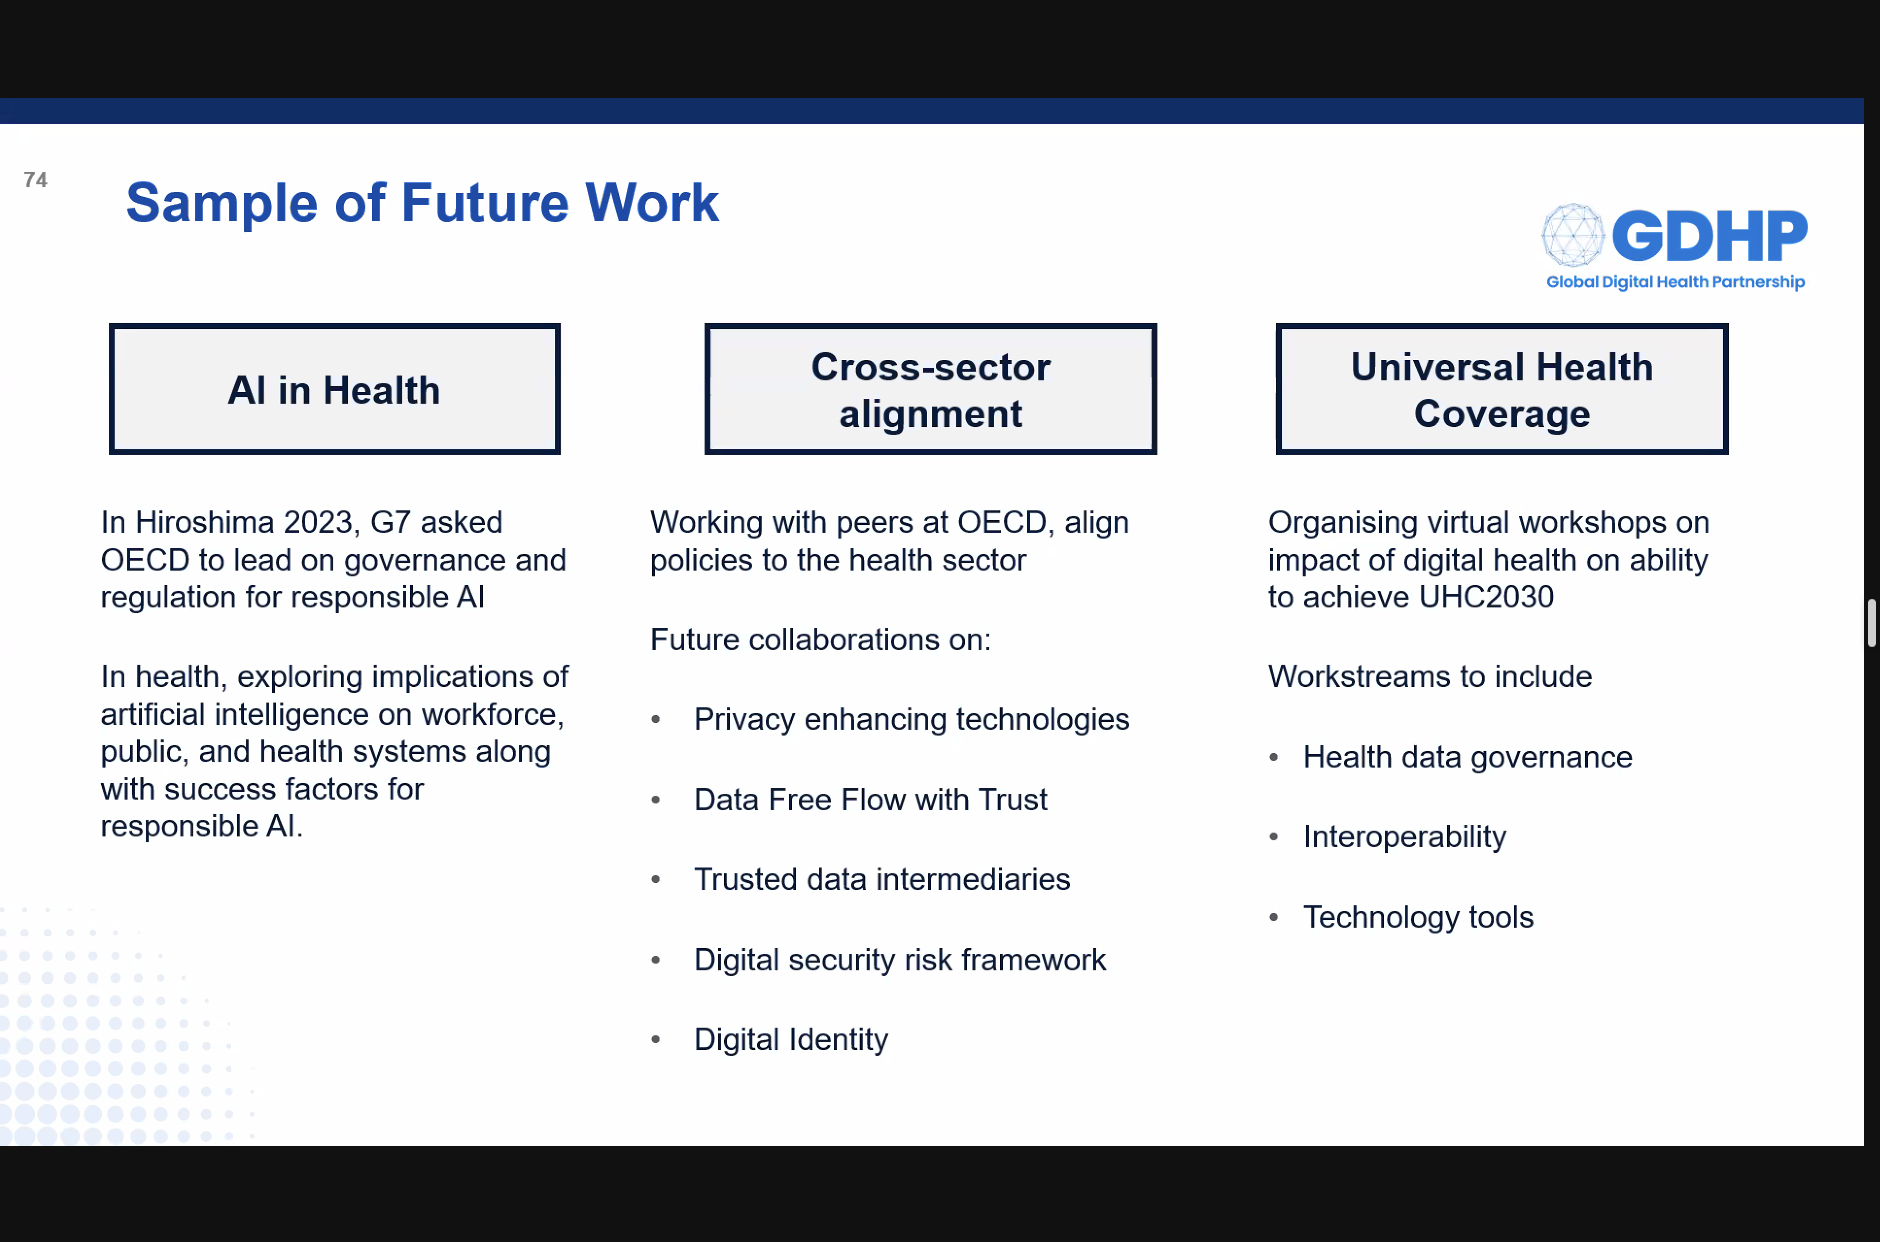 74
Sample of Future Work
GDHP
Global Digital Health Partnership
AI in Health
In Hiroshima 2023, G7 asked
OECD to lead on governance and
regulation for responsible AI
In health, exploring implications of
artificial intelligence on workforce,
public, and health systems along
with success factors for
responsible AI.
Cross-sector
alignment
Working with peers at OECD, align
policies to the health sector
Future collaborations on:
• Privacy enhancing technologies
• Data Free Flow with Trust
• Trusted data intermediaries
• Digital security risk framework
• Digital Identity
Universal Health
Coverage
Organising virtual workshops on
impact of digital health on ability
to achieve UHC2030
Workstreams to include
• Health data governance
• Interoperability
• Technology tools